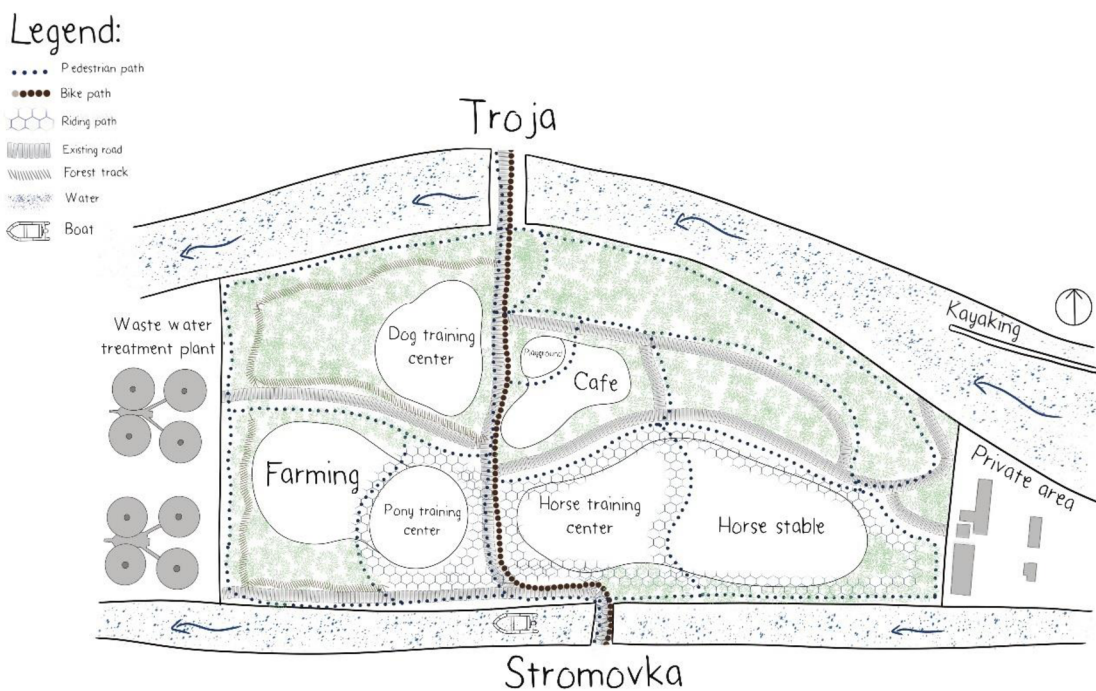 Legend:
Pedestrian path
Bike path
Riding path
Existing road
Forest track
Water
Boat
Troja
Kayaking
Waste water
treatment plant
Dog training
center
Playground
Cafe
Farming
Private area
Pony training
center
Horse training
center
Horse stable
Stromovka